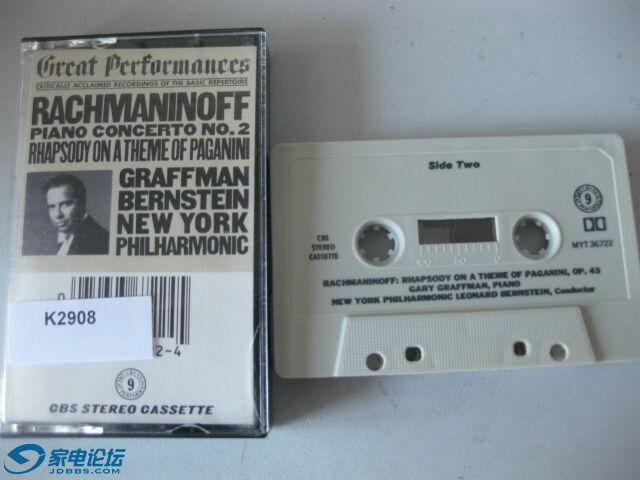 Great Performances
CRITICALLY ACCLAIMED RECORDINGS OF THE BASIC REPERTOIRE
RACHMANINOFF
PIANO CONCERTO NO. 2
RHAPSODY ON A THEME OF PAGANINI
GRAFFMAN
BERNSTEIN
NEW YORK
PHILHARMONIC
0
K2908
2-4
9
CBS STEREO CASSETTE
Side Two
9
CBS
STEREO
CASSETTE
MYT 36722
100 50 0
RACHMANINOFF: RHAPSODY ON A THEME OF PAGANINI, OP. 43
GARY GRAFFMAN, PIANO
NEW YORK PHILHARMONIC LEONARD BERNSTEIN, Conductor
家电论坛
JDBBS.COM